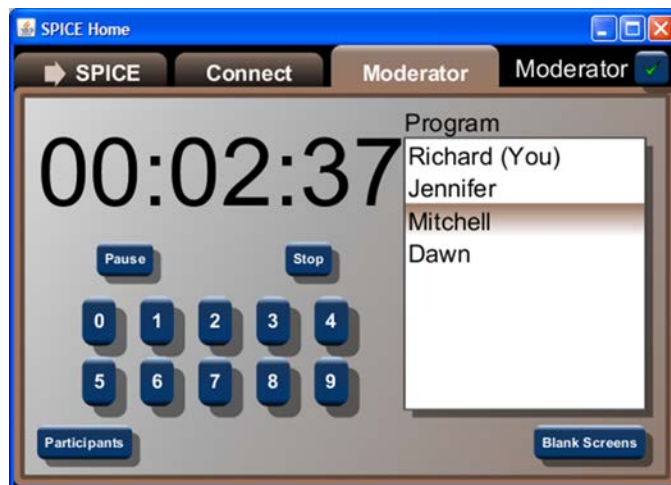 SPICE Home
SPICE Connect Moderator Moderator
00:02:37
Program
Richard (You)
Jennifer
Mitchell
Dawn
Pause Stop
0 1 2 3 4
5 6 7 8 9
Participants Blank Screens